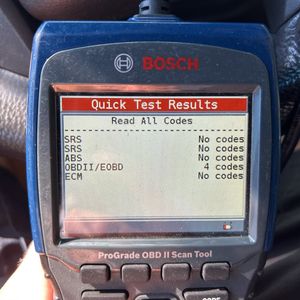 BOSCH
Quick Test Results
Read All Codes
SRS No codes
SRS No codes
ABS No codes
OBDII/EOBD 4 codes
ECM No codes
ProGrade OBD II Scan Tool
CODE